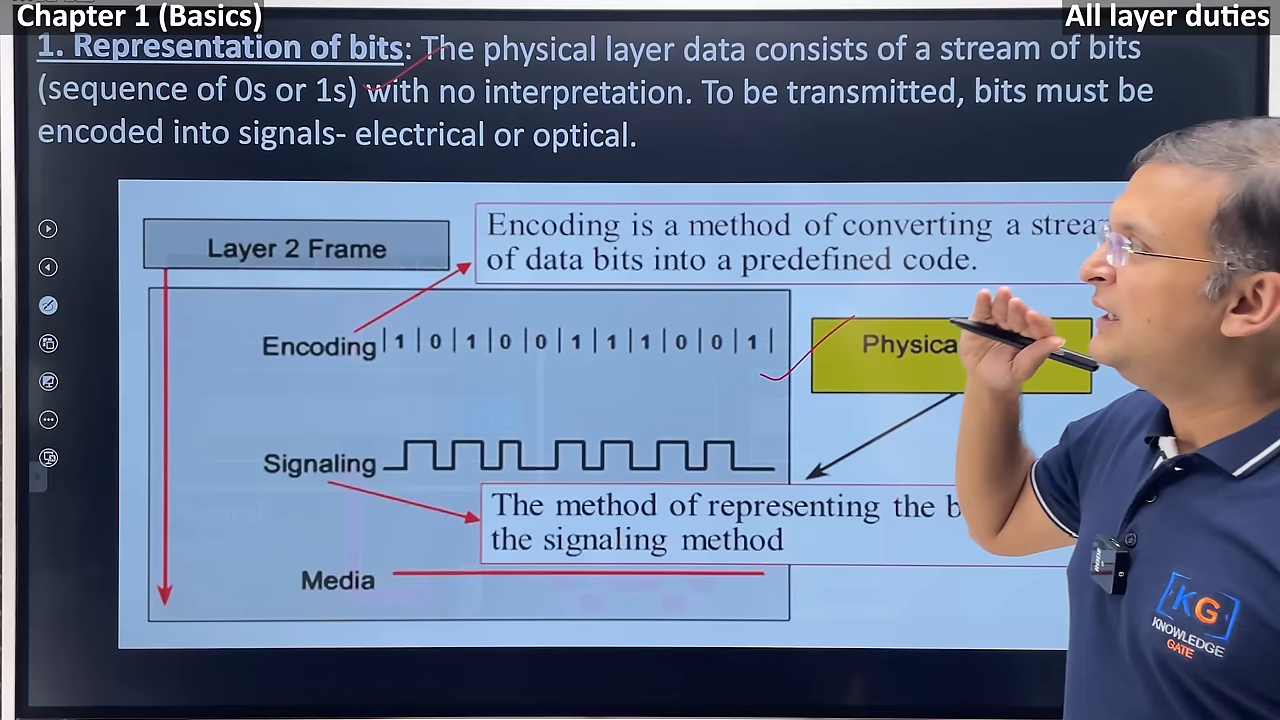 Chapter 1 (Basics)
All layer duties
1. Representation of bits: The physical layer data consists of a stream of bits
(sequence of 0s or 1s) with no interpretation. To be transmitted, bits must be
encoded into signals- electrical or optical.
Layer 2 Frame
Encoding is a method of converting a
of data bits into a predefined code.
Encoding |1|0|1|0|0|1|1|1|0|0|1|
Physica
Signaling
The method of representing the
the signaling method
Media
KG
KNOWLEDGE
GATE